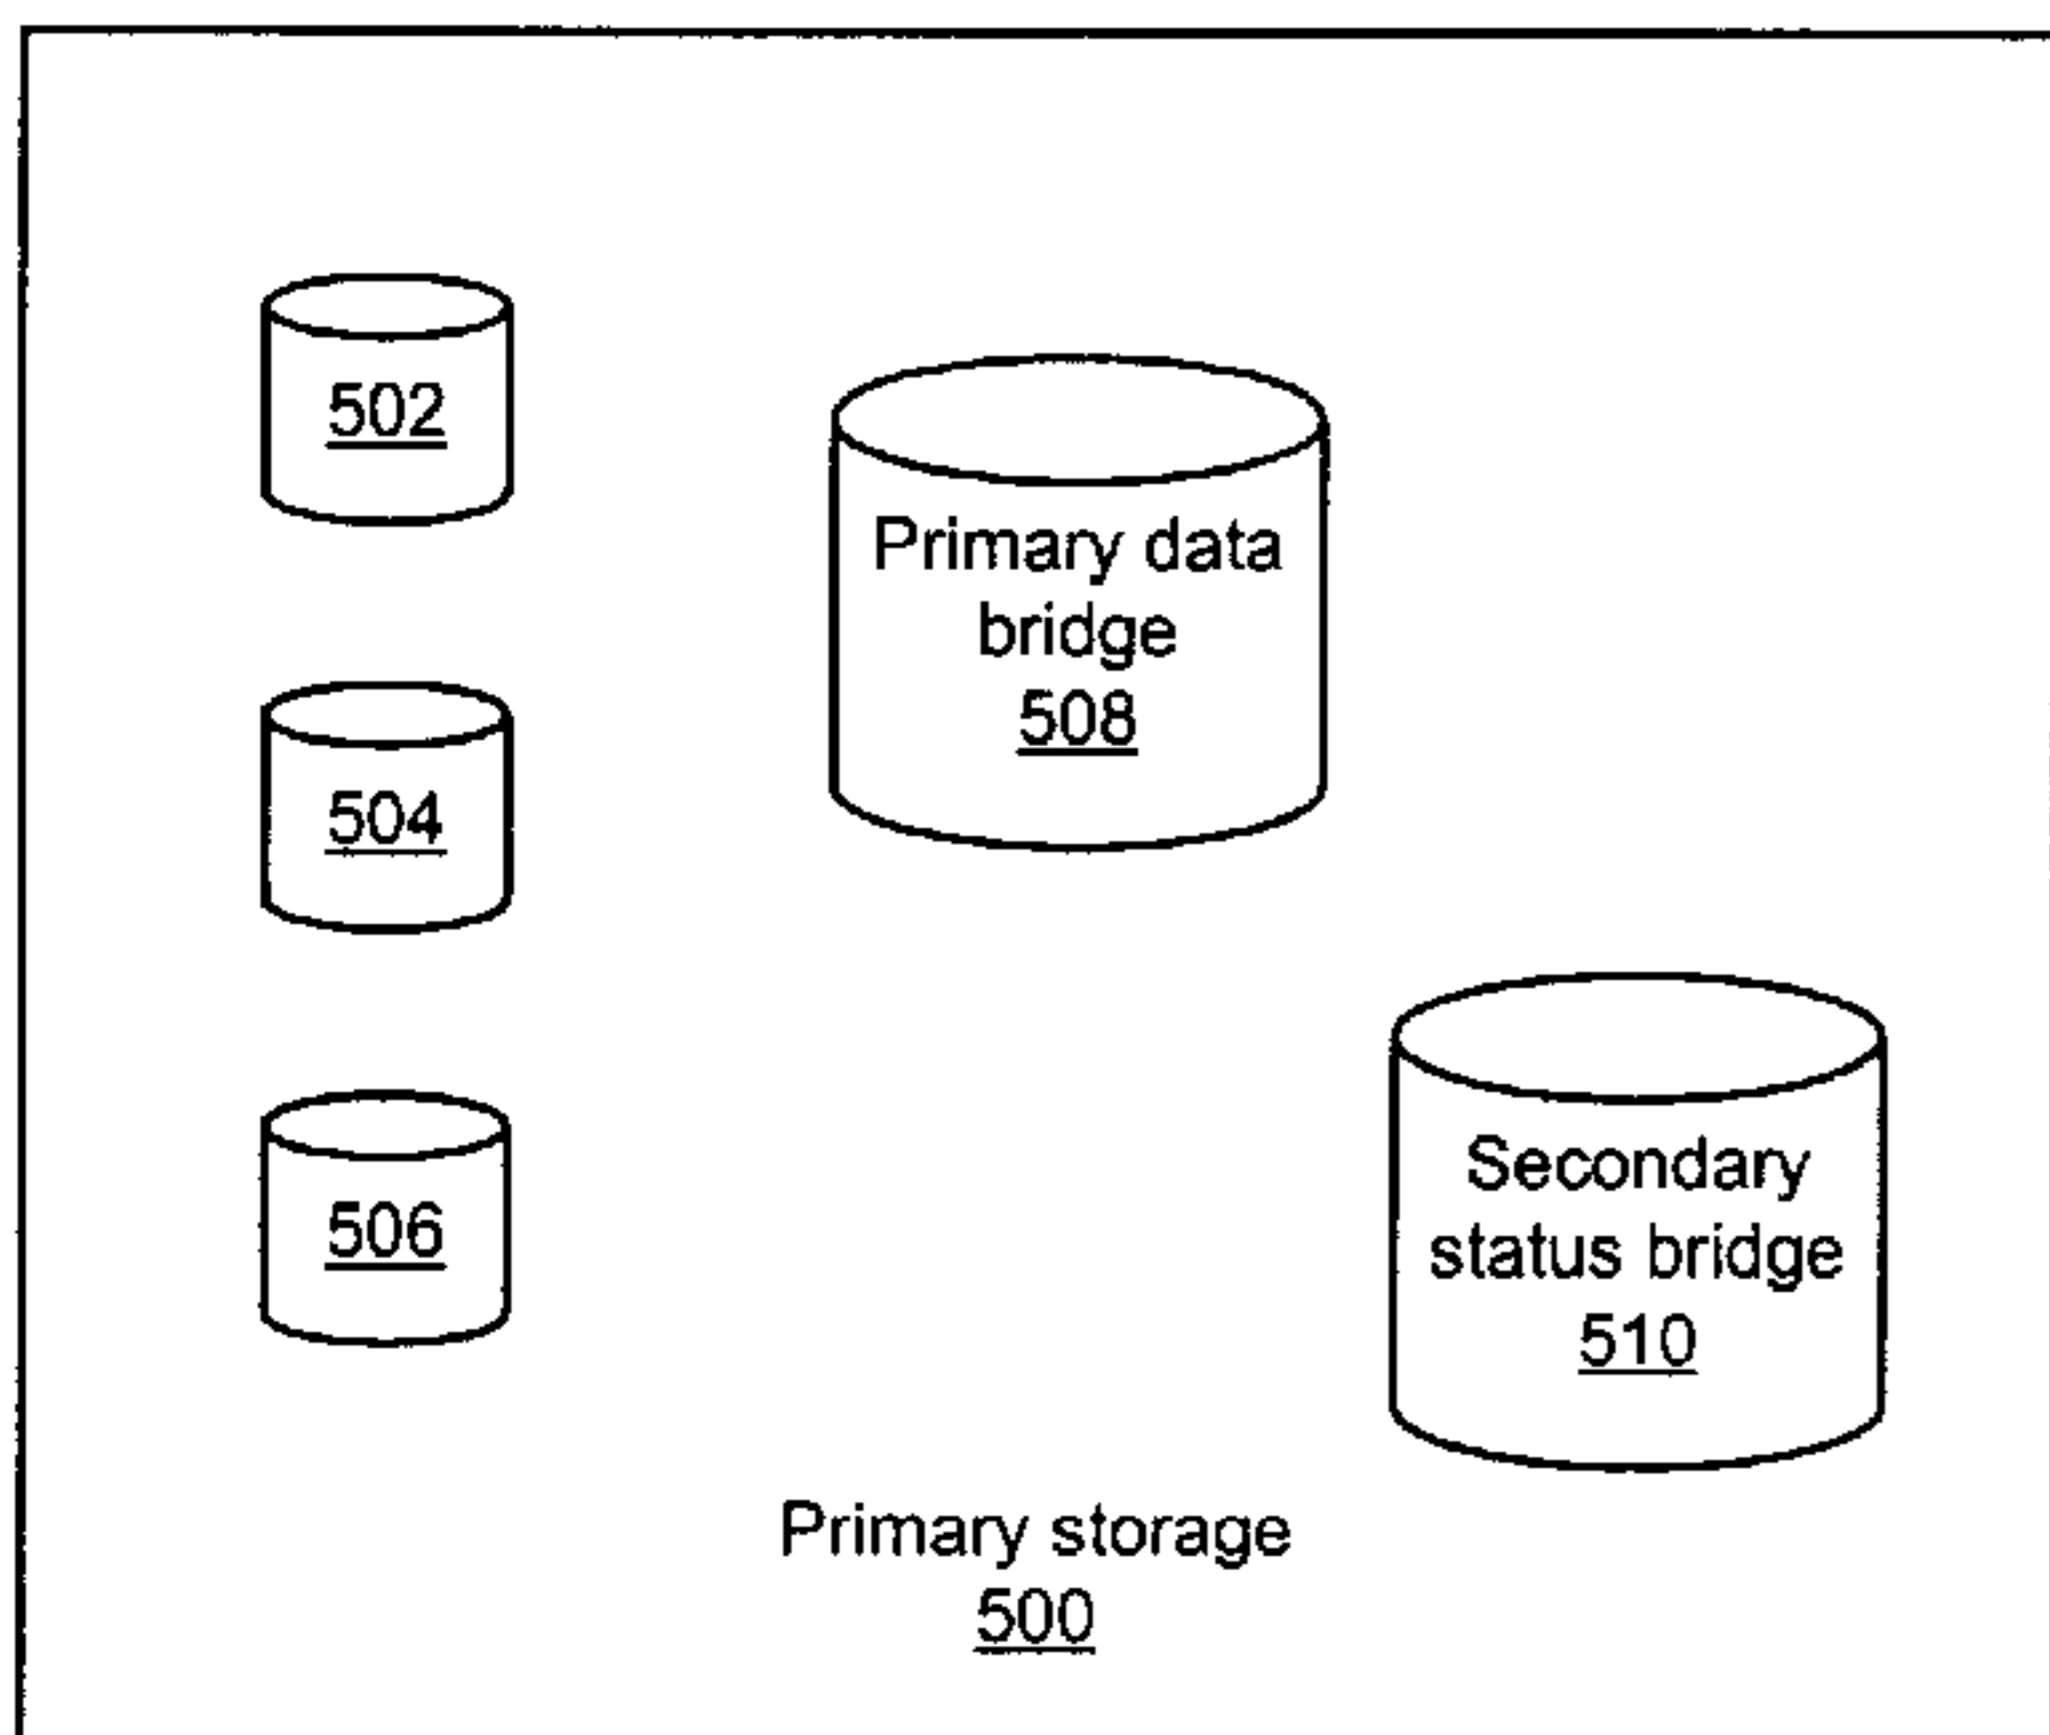 502
Primary data
bridge
508
504
506
Secondary
status bridge
510
Primary storage
500